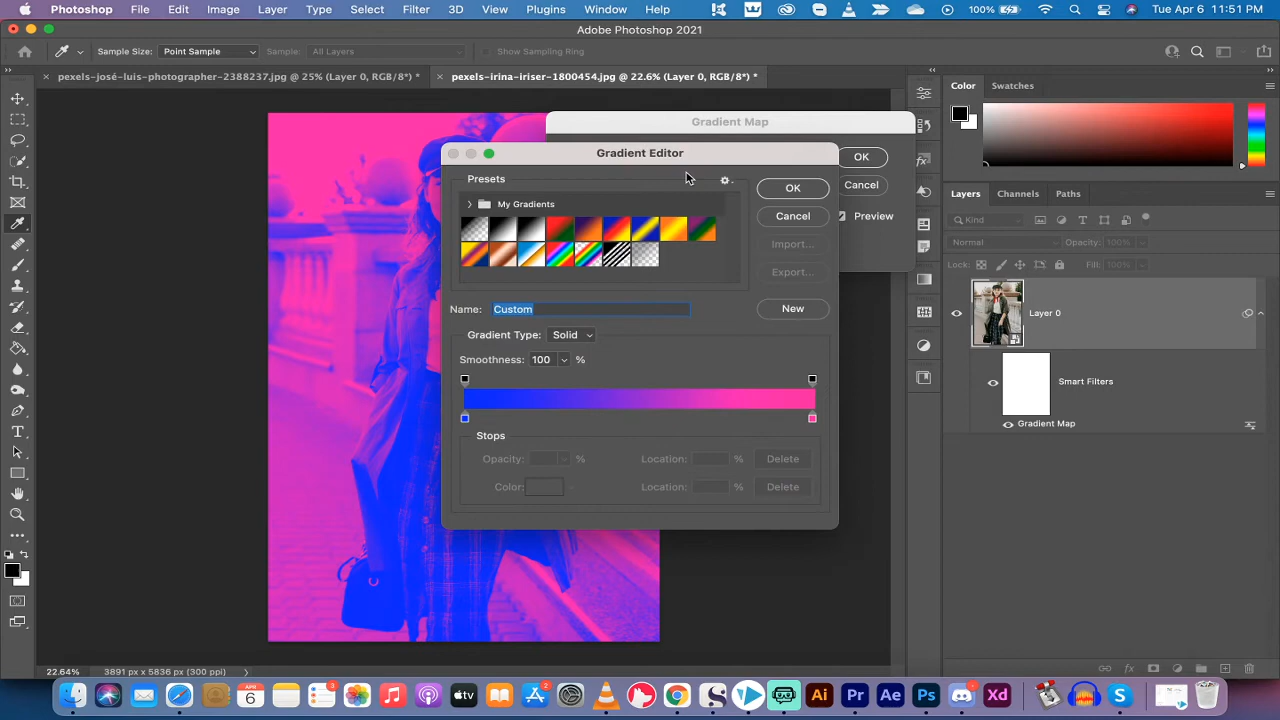 Photoshop File Edit Image Layer Type Select Filter 3D View Plugins Window Help 100% Tue Apr 6 11:51 PM
Adobe Photoshop 2021
Sample Size: Point Sample Sample: All Layers Show Sampling Ring
pexels-josé-luis-photographer-2388237.jpg @ 25% (Layer 0, RGB/8*) * pexels-irina-iriser-1800454.jpg @ 22.6% (Layer 0, RGB/8*) *
Color Swatches
Gradient Map
OK
Cancel
Preview
Gradient Editor
Presets
My Gradients
OK
Cancel
Import...
Export...
Name: Custom
New
Gradient Type: Solid
Smoothness: 100 %
Stops
Opacity: % Location: % Delete
Color: Location: % Delete
Layers Channels Paths
Kind
Normal Opacity: 100%
Lock: Fill: 100%
Layer 0
Smart Filters
Gradient Map
22.64% 3891 px x 5836 px (300 ppi)
APR
6
3
tv
2
Ai Pr Ae Ps Xd